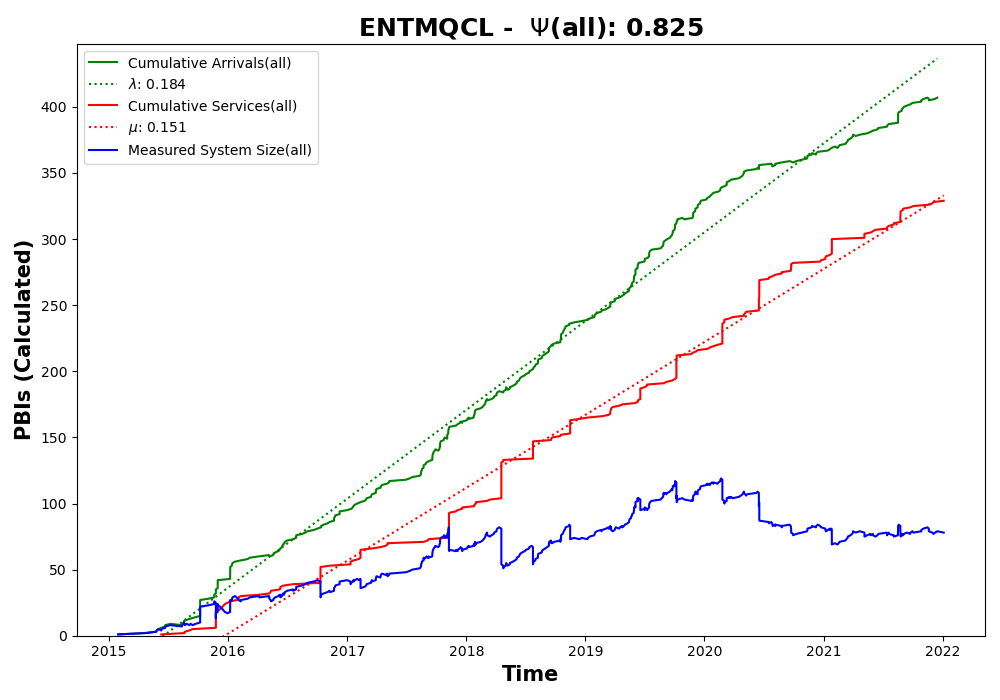 ENTMQCL -  Ψ(all): 0.825
Cumulative Arrivals(all)
λ: 0.184
Cumulative Services(all)
μ: 0.151
Measured System Size(all)
PBIs (Calculated)
400
350
300
250
200
150
100
50
0
2015 2016 2017 2018 2019 2020 2021 2022
Time